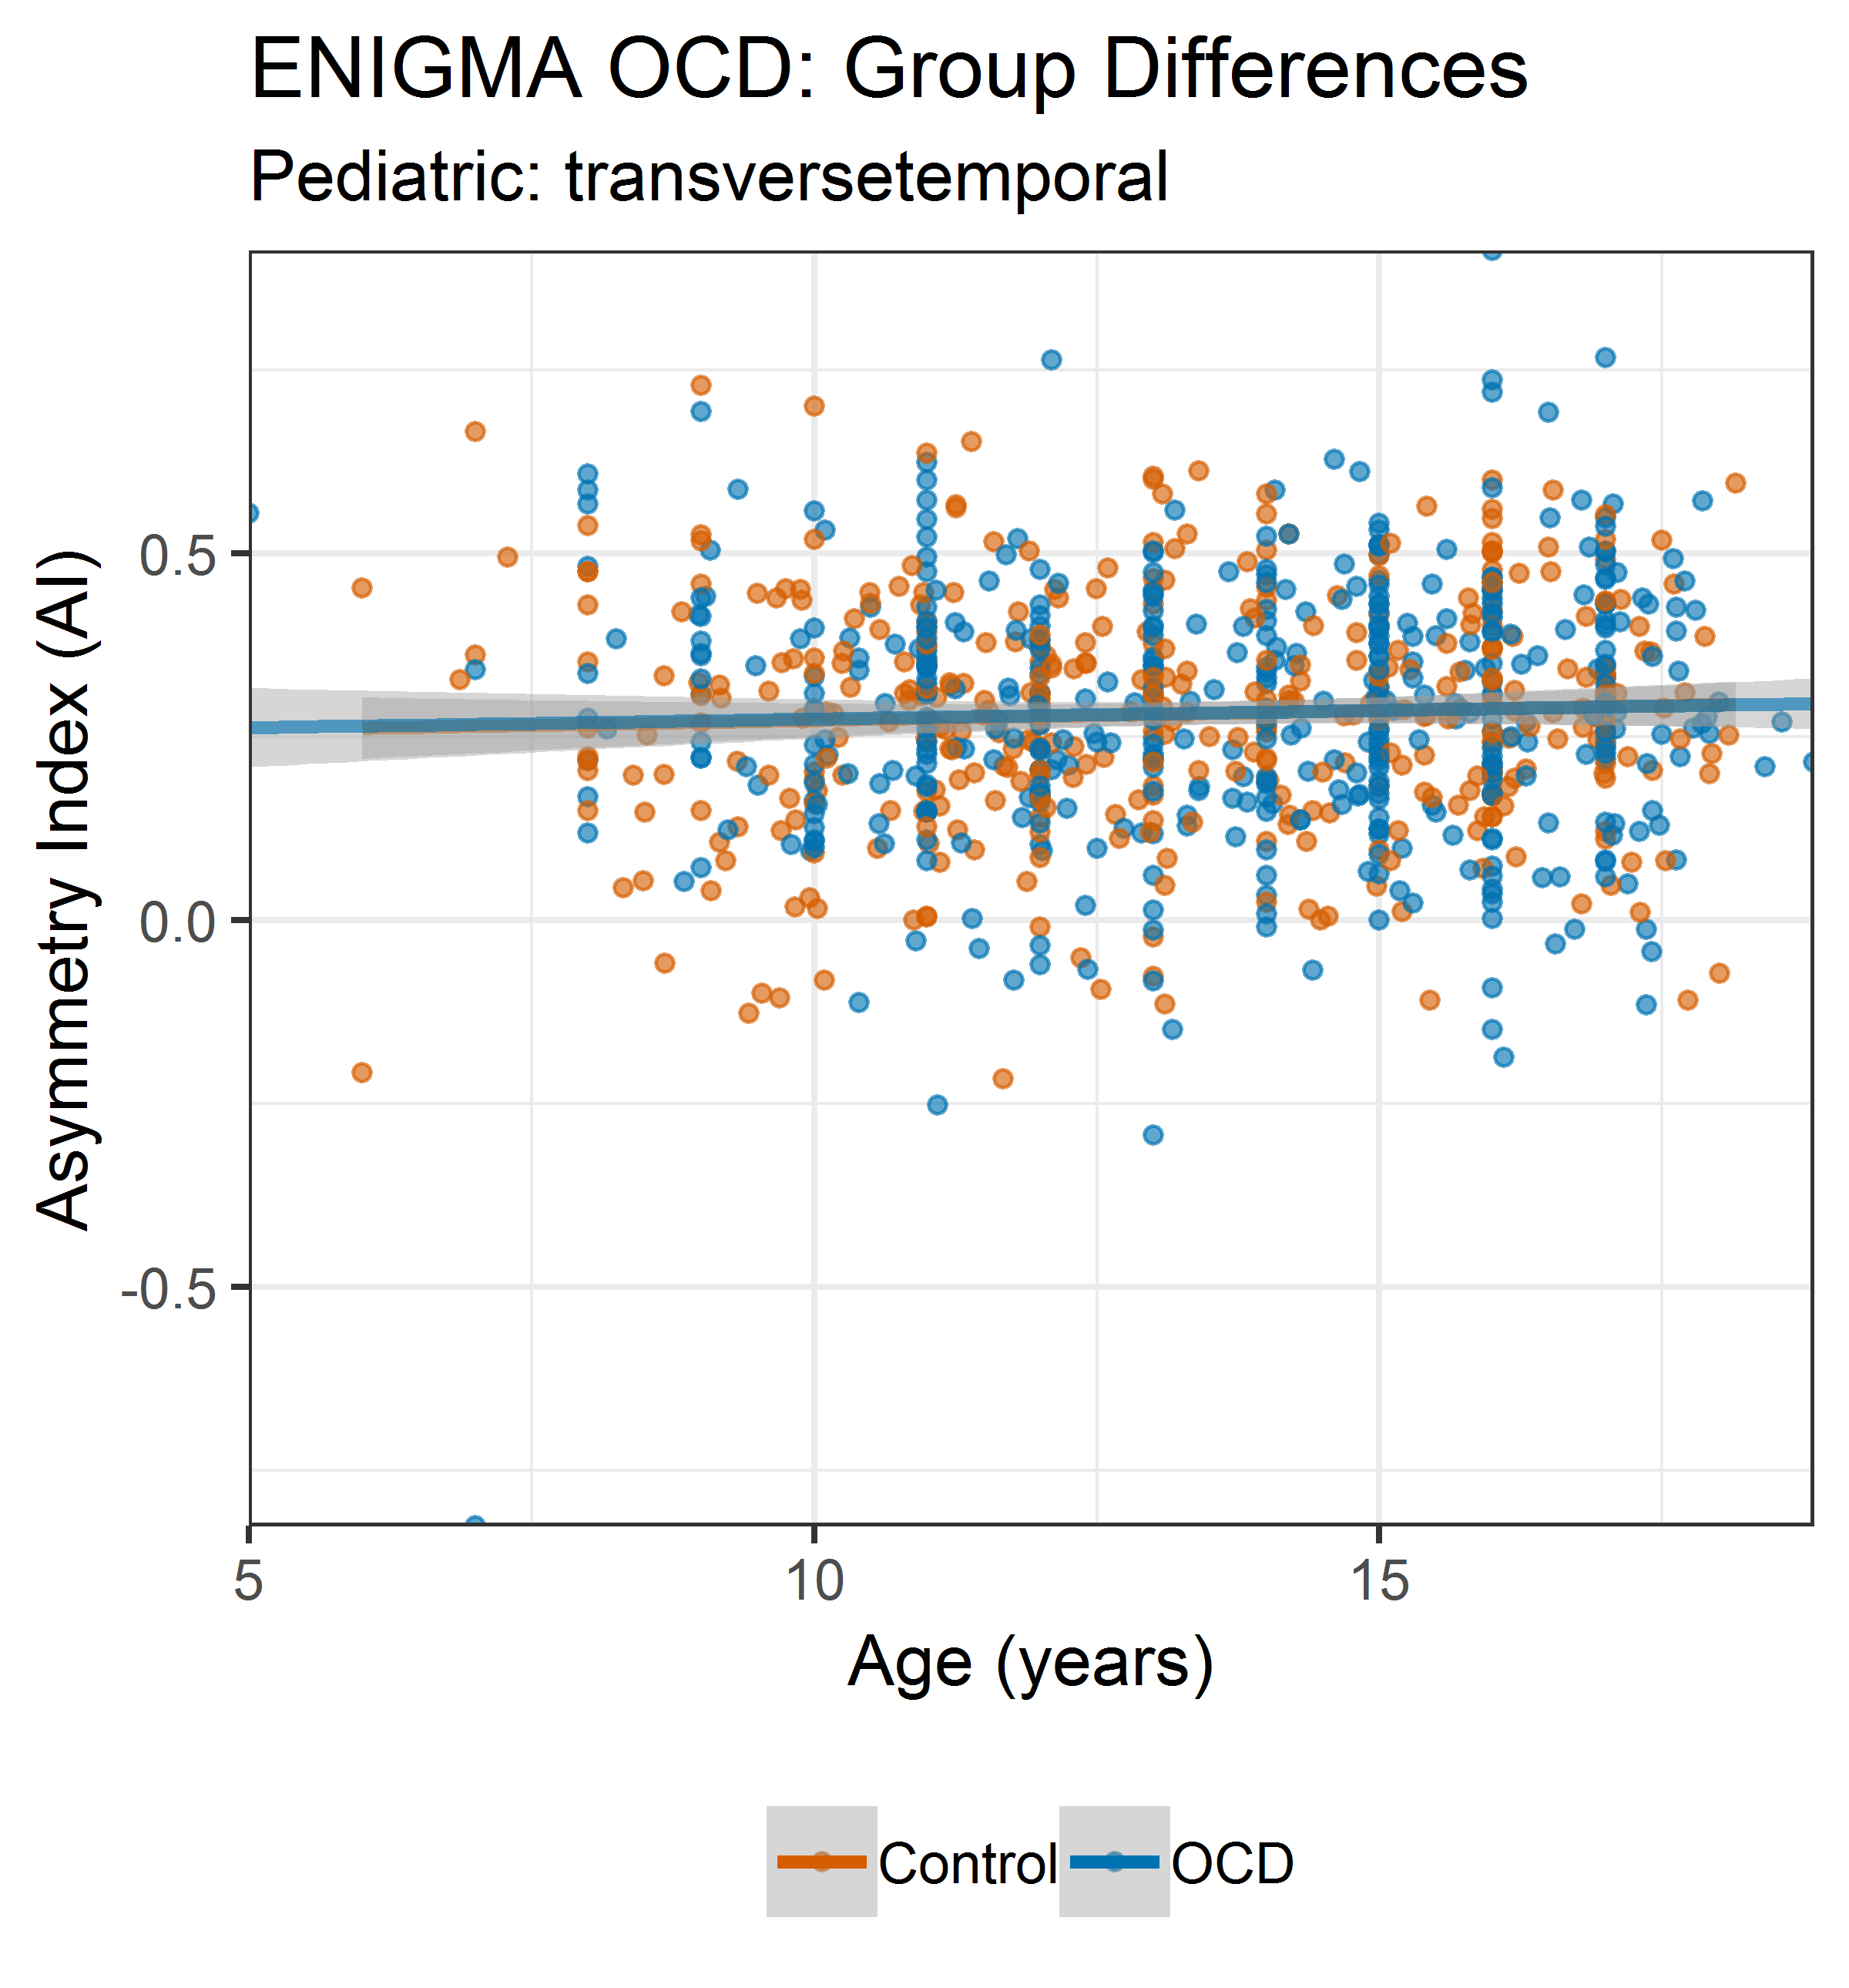 ENIGMA OCD: Group Differences
Pediatric: transversetemporal
Asymmetry Index (AI)
0.5
0.0
-0.5
5 10 15
Age (years)
Control OCD